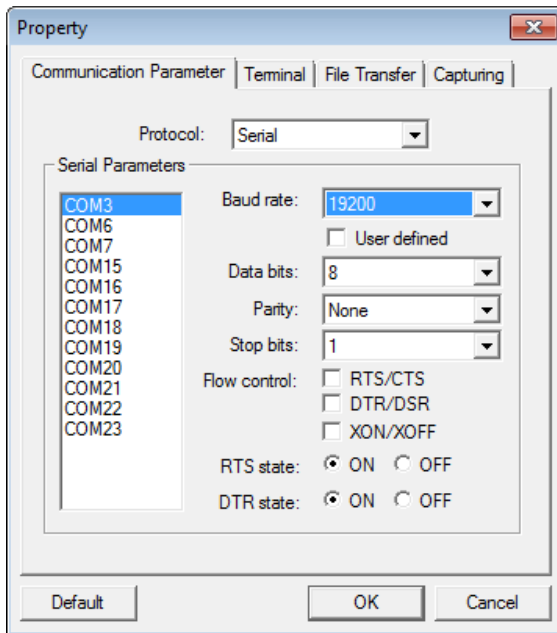 Property
Communication Parameter Terminal File Transfer Capturing
Protocol: Serial
Serial Parameters
COM3
COM6
COM7
COM15
COM16
COM17
COM18
COM19
COM20
COM21
COM22
COM23
Baud rate: 19200
User defined
Data bits: 8
Parity: None
Stop bits: 1
Flow control: RTS/CTS
DTR/DSR
XON/XOFF
RTS state: ON OFF
DTR state: ON OFF
Default OK Cancel